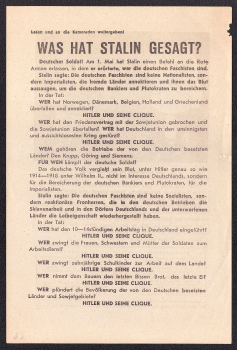 Lesen und an die Kameraden weitergeben!
WAS HAT STALIN GESAGT?
Deutscher Soldat! Am 1. Mai hat Stalin einen Befehl an die Rote
Armee erlassen, in dem er erörterte, wer die deutschen Faschisten sind.
Stalin sagte: Die deutschen Faschisten sind keine Nationalisten, son-
dern Imperialisten, die fremde Länder annektieren und ihnen das Blut
aussaugen, um die deutschen Bankiers und Plutokraten zu bereichern.
In der Tat:
WER hat Norwegen, Dänemark, Belgien, Holland und Griechenland
überfallen und annektiert?
HITLER UND SEINE CLIQUE.
WER hat den Friedensvertrag mit der Sowjetunion gebrochen und
die Sowjetunion überfallen? WER hat Deutschland in den unsinnigsten
und aussichtslosesten Krieg gestürzt?
HITLER UND SEINE CLIQUE.
WEM gehören die Betriebe der von den Deutschen besetzten
Länder? Den Krupp, Göring und Siemens.
FÜR WEN kämpft der deutsche Soldat?
Das deutsche Volk vergießt sein Blut, unter Hitler genau so wie
1914—1918 unter Wilhelm II., nicht im Interesse Deutschlands, sondern
für die Bereicherung der deutschen Bankiers und Plutokraten, für die
Imperialisten.
Stalin sagte: Die deutschen Faschisten sind keine Sozialisten, son-
dern reaktionäre Fronherren, die in den deutschen Betrieben die
Sklavenarbeit und in den Dörfern Deutschlands und der unterworfenen
Länder die Leibeigenschaft wiederhergestellt haben.
In der Tat:
WER hat den 10—14stündigen Arbeitstag in Deutschland eingeführt?
HITLER UND SEINE CLIQUE.
WER zwingt die Frauen, Schwestern und Mütter der Soldaten zum
Arbeitsdienst?
HITLER UND SEINE CLIQUE.
WER zwingt zehnjährige Schulkinder zur Arbeit auf dem Lande?
HITLER UND SEINE CLIQUE.
WER nimmt dem Bauern den letzten Bissen Brot, das letzte Ei?
HITLER UND SEINE CLIQUE.
WER plündert die Bevölkerung der von den Deutschen besetzten
Länder und Sowjetgebiete?
HITLER UND SEINE CLIQUE.